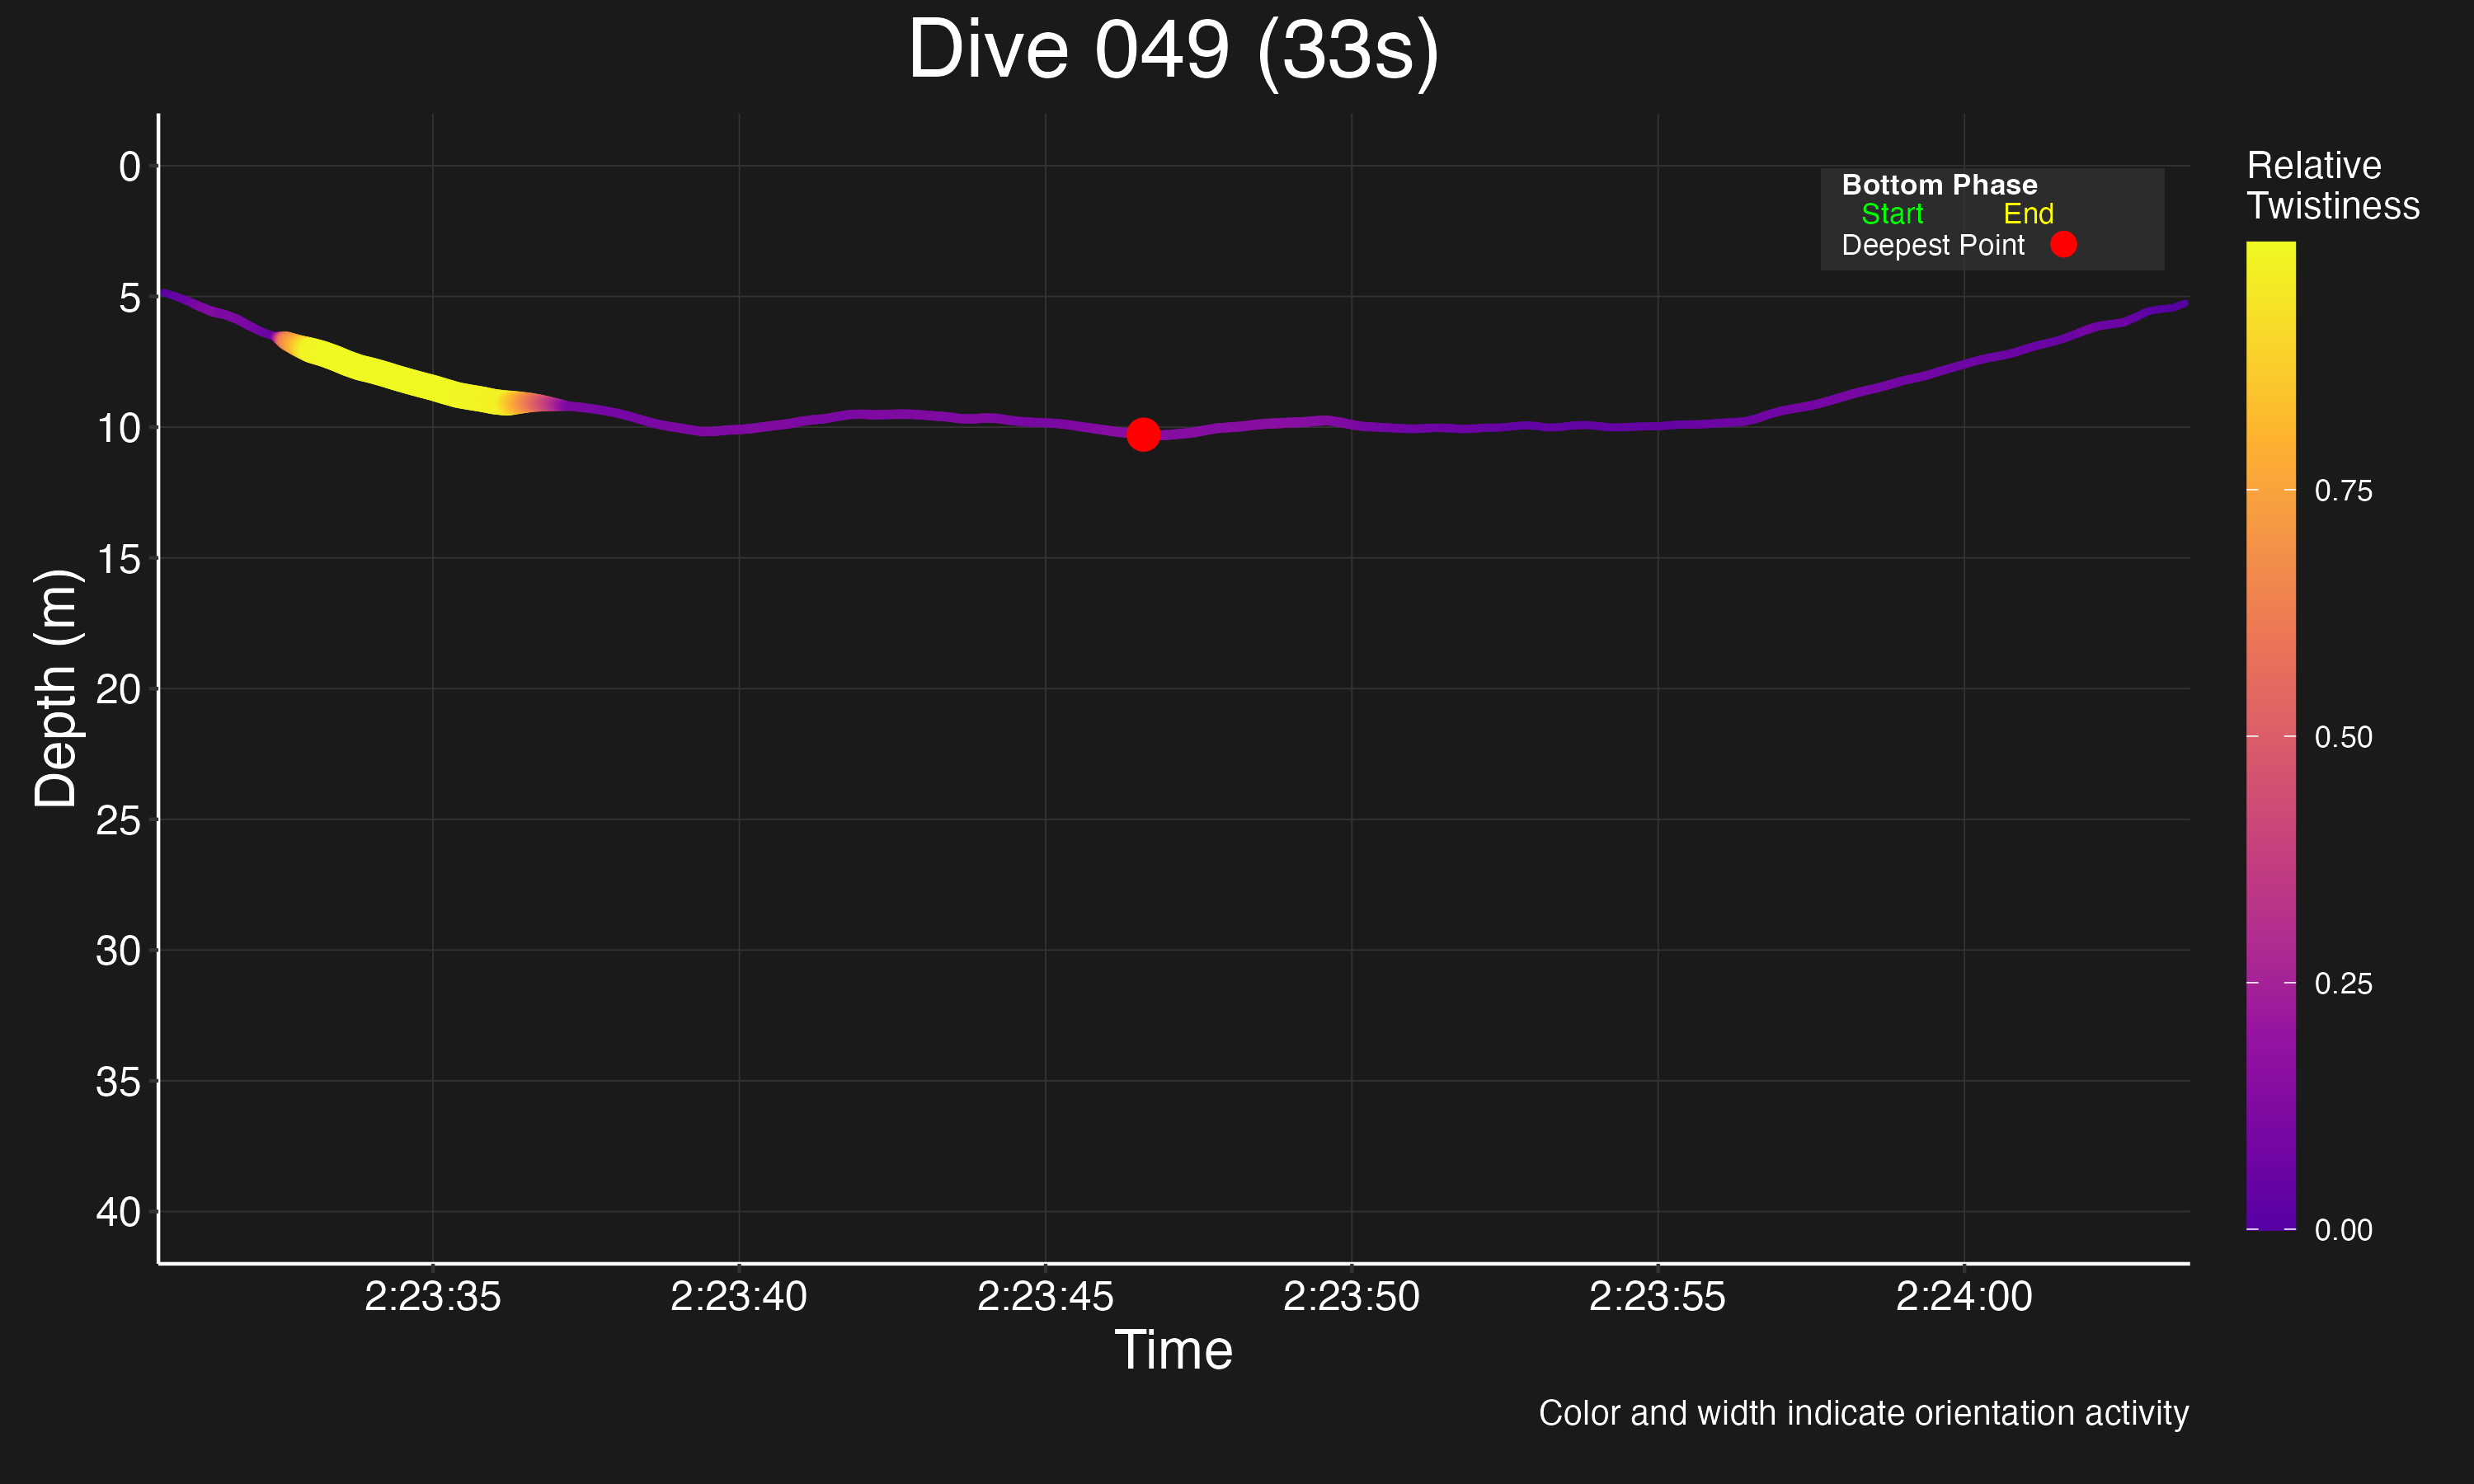 Dive 049 (33s)
Relative
Twistiness
Bottom Phase
Start End
Deepest Point
0
5
10
15
20
25
30
35
40
Depth (m)
0.75
0.50
0.25
0.00
2:23:35 2:23:40 2:23:45 2:23:50 2:23:55 2:24:00
Time
Color and width indicate orientation activity